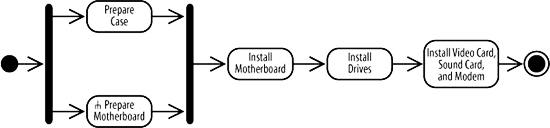 Prepare
Case
Prepare
Motherboard
Install
Motherboard
Install
Drives
Install Video Card,
Sound Card,
and Modem